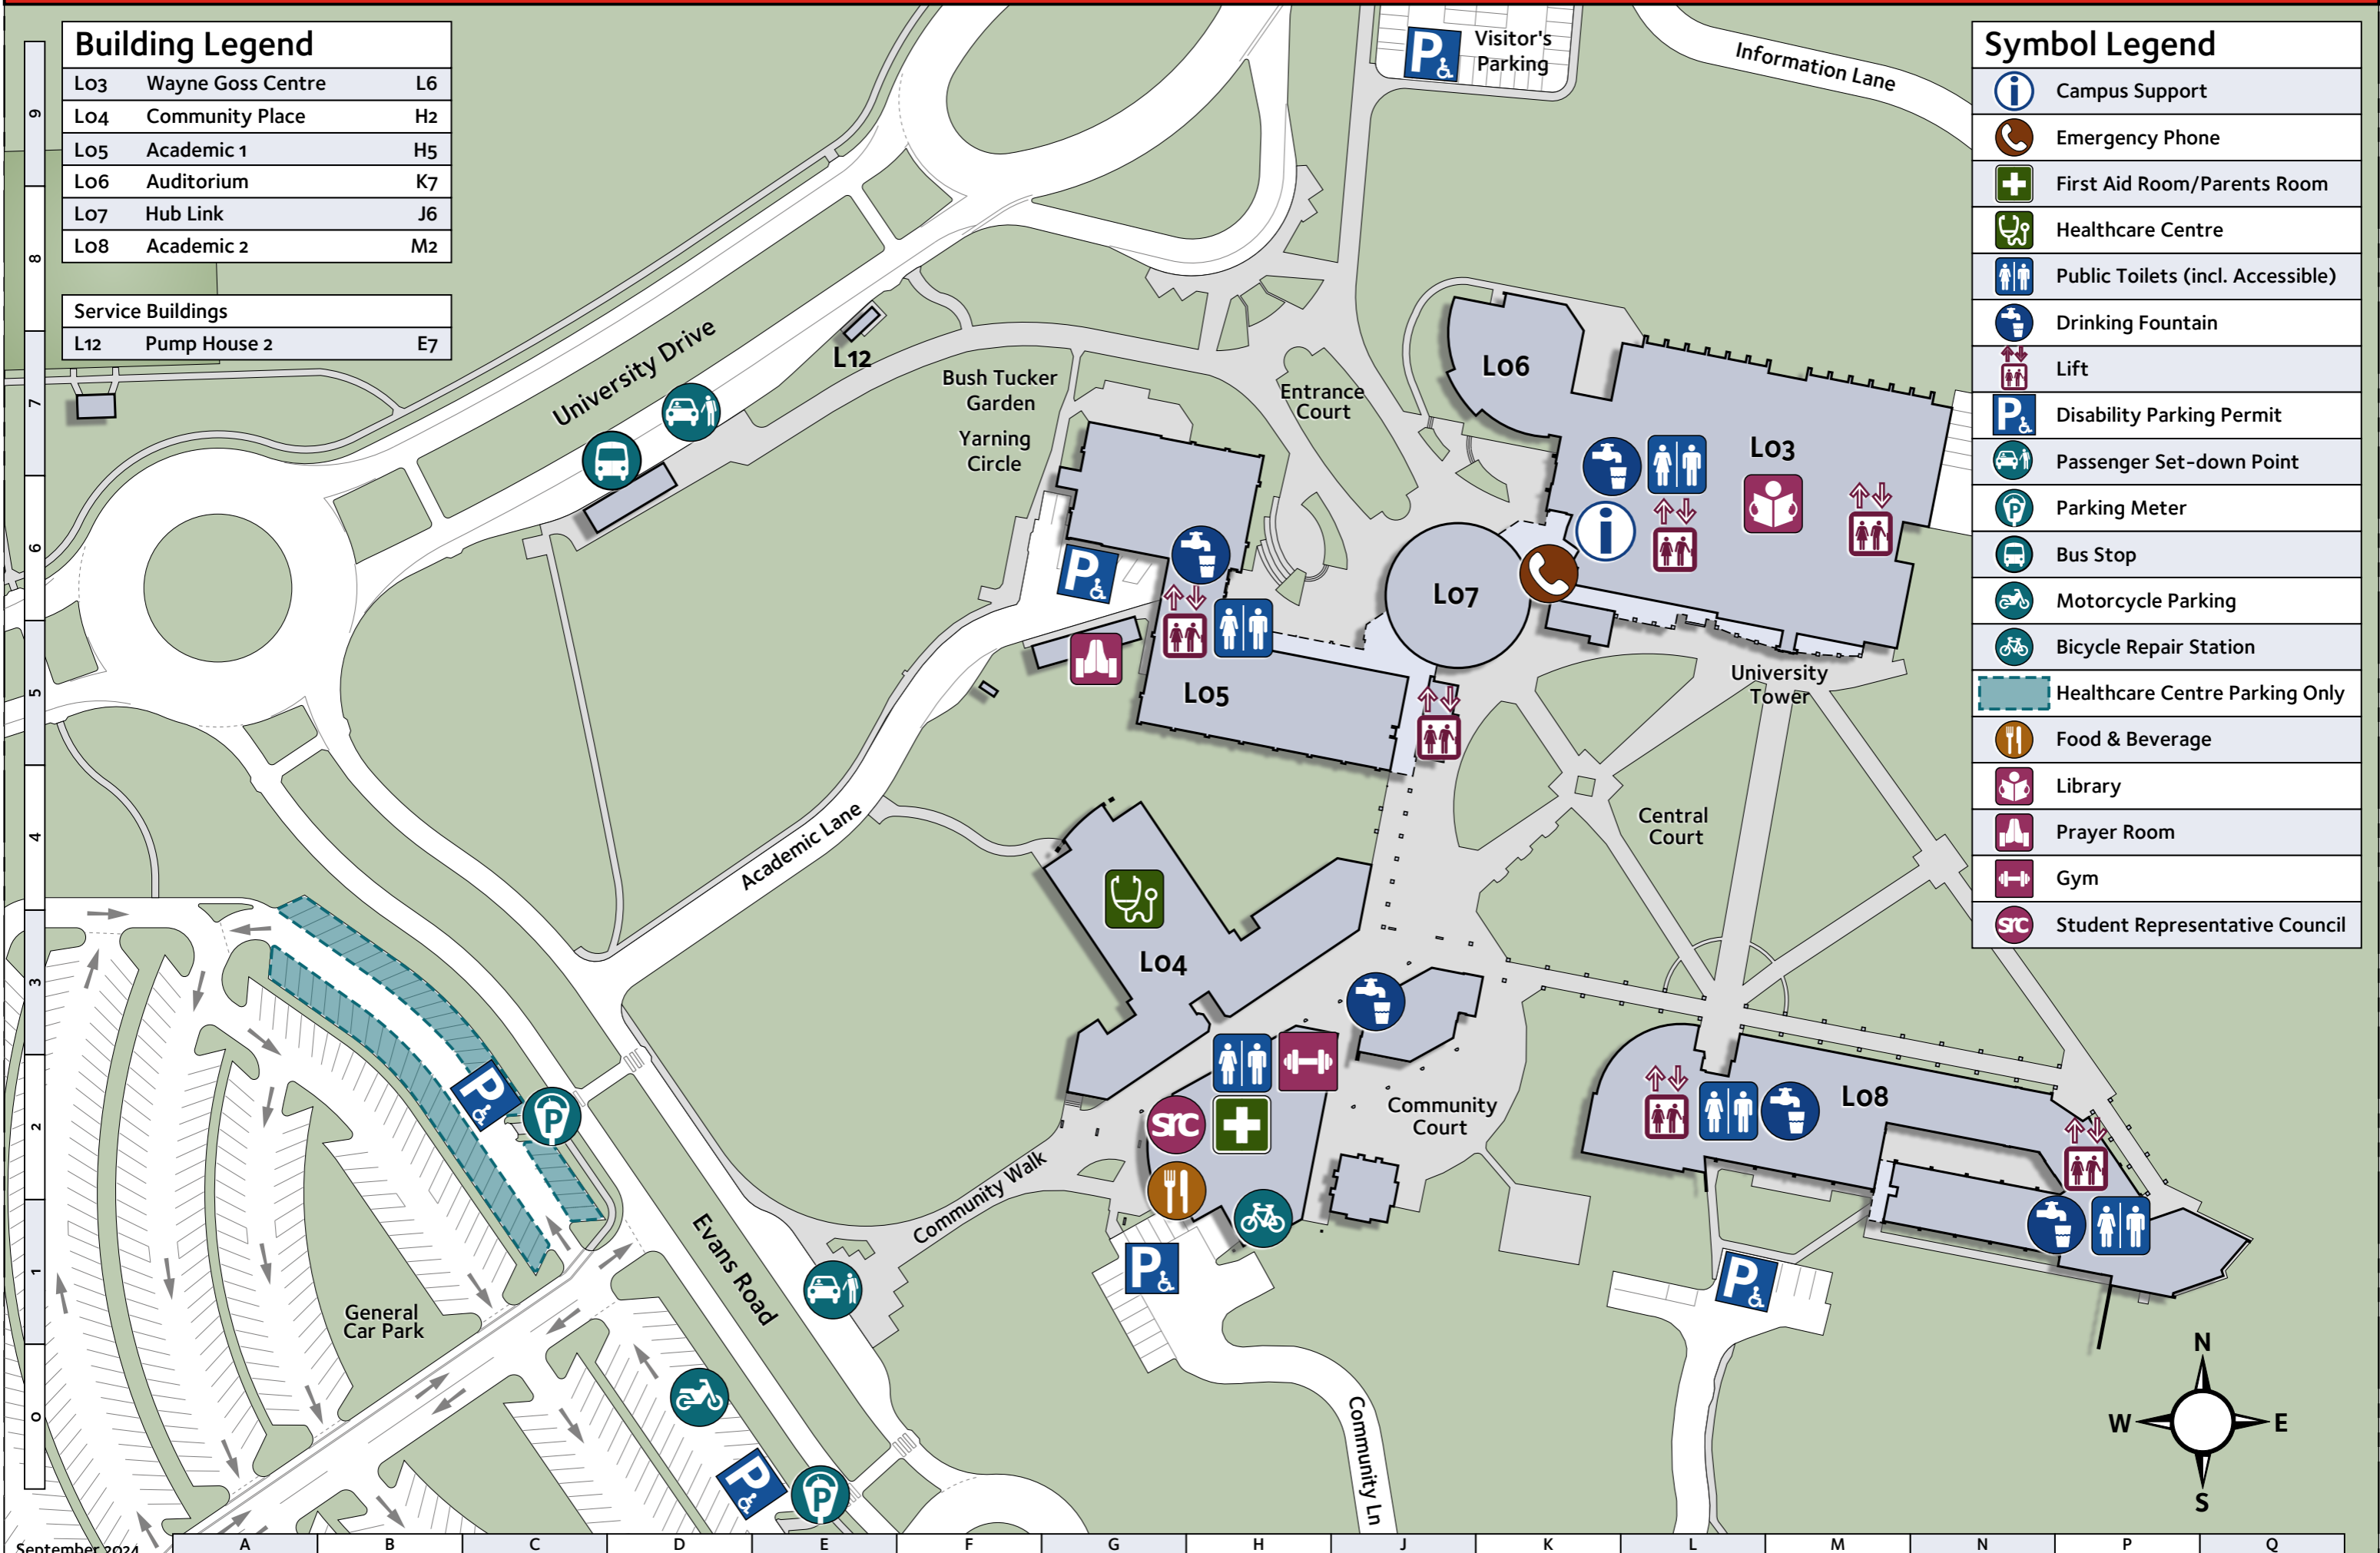 Building Legend
L03 Wayne Goss Centre L6
L04 Community Place H2
L05 Academic 1 H5
L06 Auditorium K7
L07 Hub Link J6
L08 Academic 2 M2
Service Buildings
L12 Pump House 2 E7
Symbol Legend
Campus Support
Emergency Phone
First Aid Room/Parents Room
Healthcare Centre
Public Toilets (incl. Accessible)
Drinking Fountain
Lift
P Disability Parking Permit
Passenger Set-down Point
P Parking Meter
Bus Stop
Motorcycle Parking
Bicycle Repair Station
Healthcare Centre Parking Only
Food & Beverage
Library
Prayer Room
Gym
src Student Representative Council
P
Visitor's
Parking
Information Lane
University Drive
L12
Bush Tucker
Garden
Yarning
Circle
Entrance
Court
L06
L03
P
L07
L05
University
Tower
Academic Lane
Central
Court
L04
P
P
src
Community
Court
L08
Community Walk
Evans Road
P
P
General
Car Park
Community Ln
P
P
N
W E
S
9
8
7
6
5
4
3
2
1
0
September 2024
A B C D E F G H J K L M N P Q